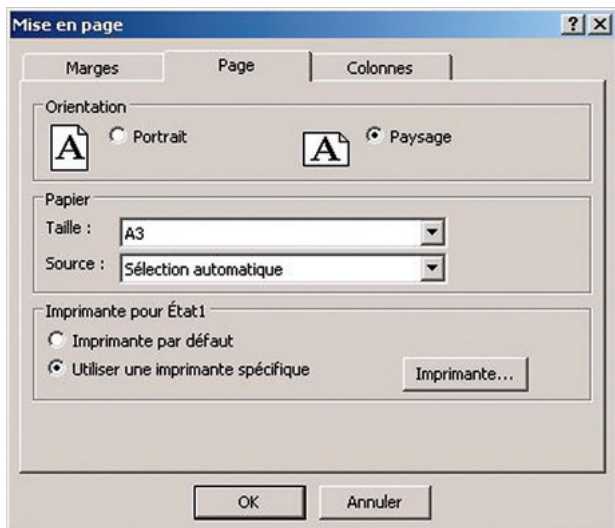 Mise en page ? ×
Marges Page Colonnes
Orientation
A Portrait A Paysage
Papier
Taille : A3
Source : Sélection automatique
Imprimante pour État1
Imprimante par défaut
Utiliser une imprimante spécifique Imprimante...
OK Annuler